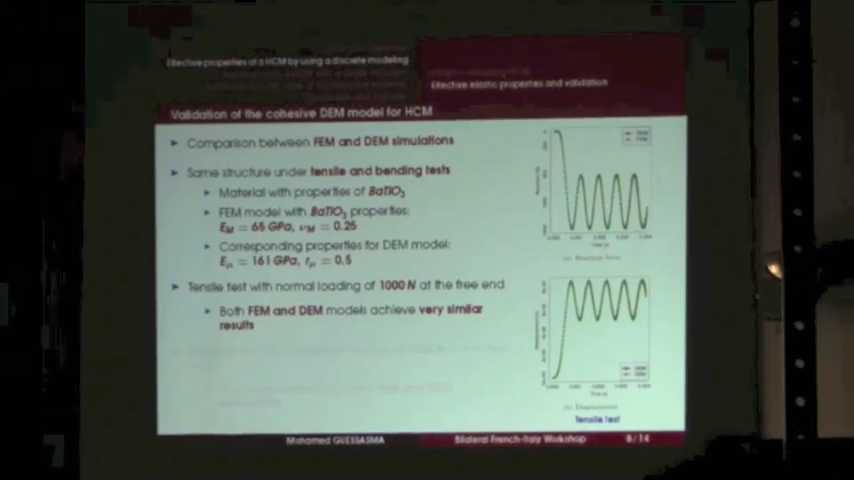 Effective properties of a HCM by using a discrete modeling
Effective elastic properties and validation
Validation of the cohesive DEM model for HCM
Comparison between FEM and DEM simulations
Same structure under tensile and bending tests
Material with properties of BaTiO3
FEM model with BaTiO3 properties:
EM = 65 GPa, νM = 0.25
Corresponding properties for DEM model:
Eμ = 161 GPa, rμ = 0.5
Tensile test with normal loading of 1000 N at the free end
Both FEM and DEM models achieve very similar
results
Time (s)
Time (s)
(b) Displacement
Tensile test
Mohamed GUESSASMA
Bilateral French-Italy Workshop
8 / 14